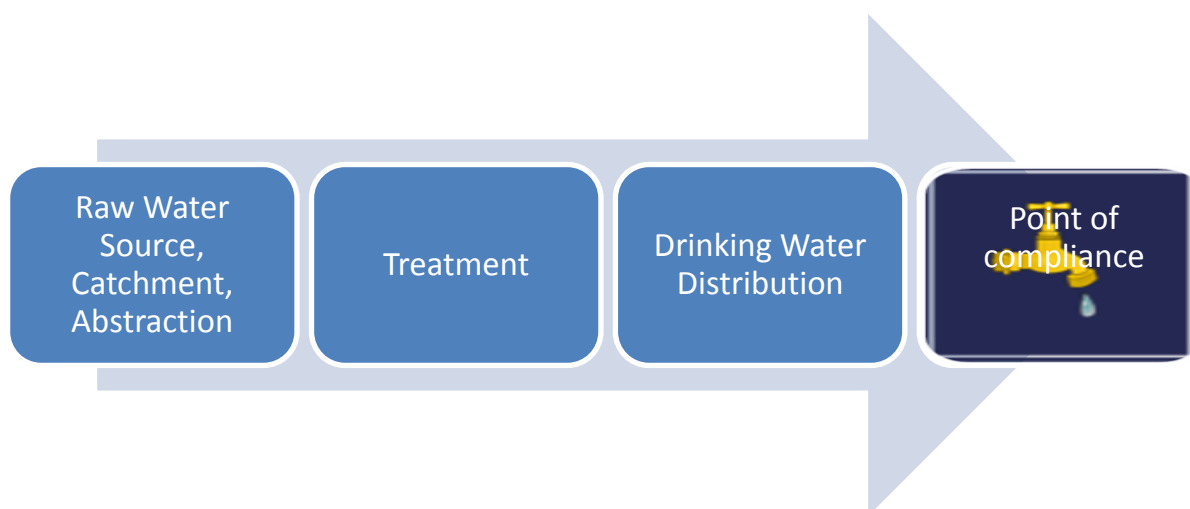 Raw Water
Source,
Catchment,
Abstraction
Treatment
Drinking Water
Distribution
Point of
compliance